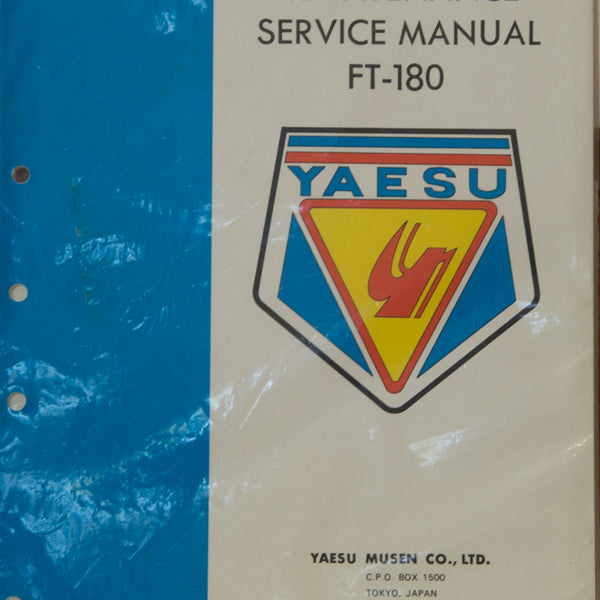 SERVICE MANUAL
FT-180
YAESU
YAESU MUSEN CO., LTD.
C.P.O. BOX 1500
TOKYO, JAPAN